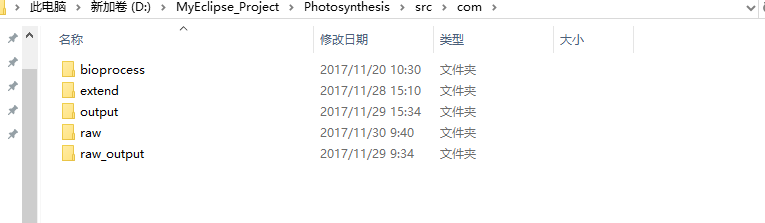 此电脑 > 新加卷 (D:) > MyEclipse_Project > Photosynthesis > src > com >
名称 修改日期 类型 大小
bioprocess 2017/11/20 10:30 文件夹
extend 2017/11/28 15:10 文件夹
output 2017/11/29 15:34 文件夹
raw 2017/11/30 9:40 文件夹
raw_output 2017/11/29 9:34 文件夹